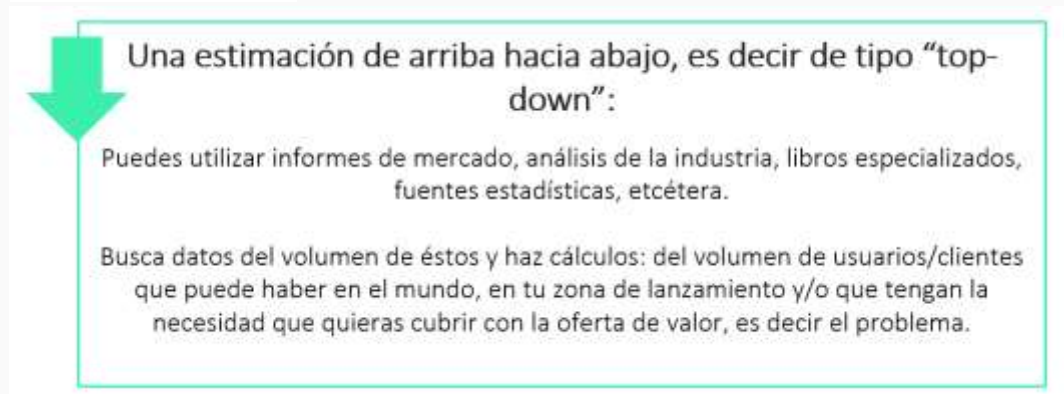 Una estimación de arriba hacia abajo, es decir de tipo “top-
down”:
Puedes utilizar informes de mercado, análisis de la industria, libros especializados,
fuentes estadísticas, etcétera.
Busca datos del volumen de éstos y haz cálculos: del volumen de usuarios/clientes
que puede haber en el mundo, en tu zona de lanzamiento y/o que tengan la
necesidad que quieras cubrir con la oferta de valor, es decir el problema.